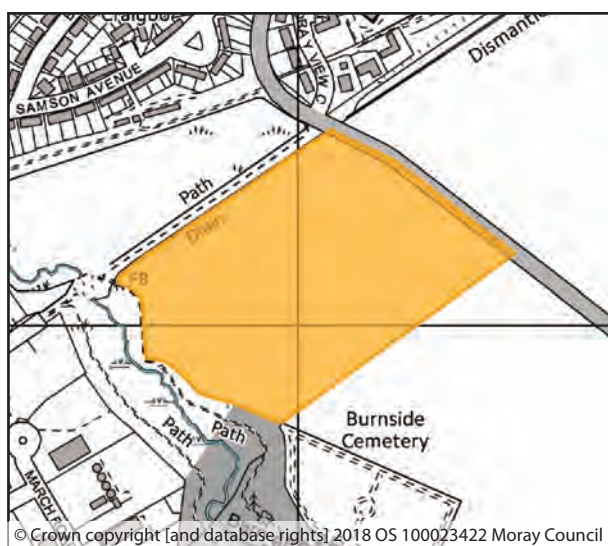 SAMSON AVENUE
Path
Drain
FB
Path
Path
Burnside
Cemetery
© Crown copyright [and database rights] 2018 OS 100023422 Moray Council